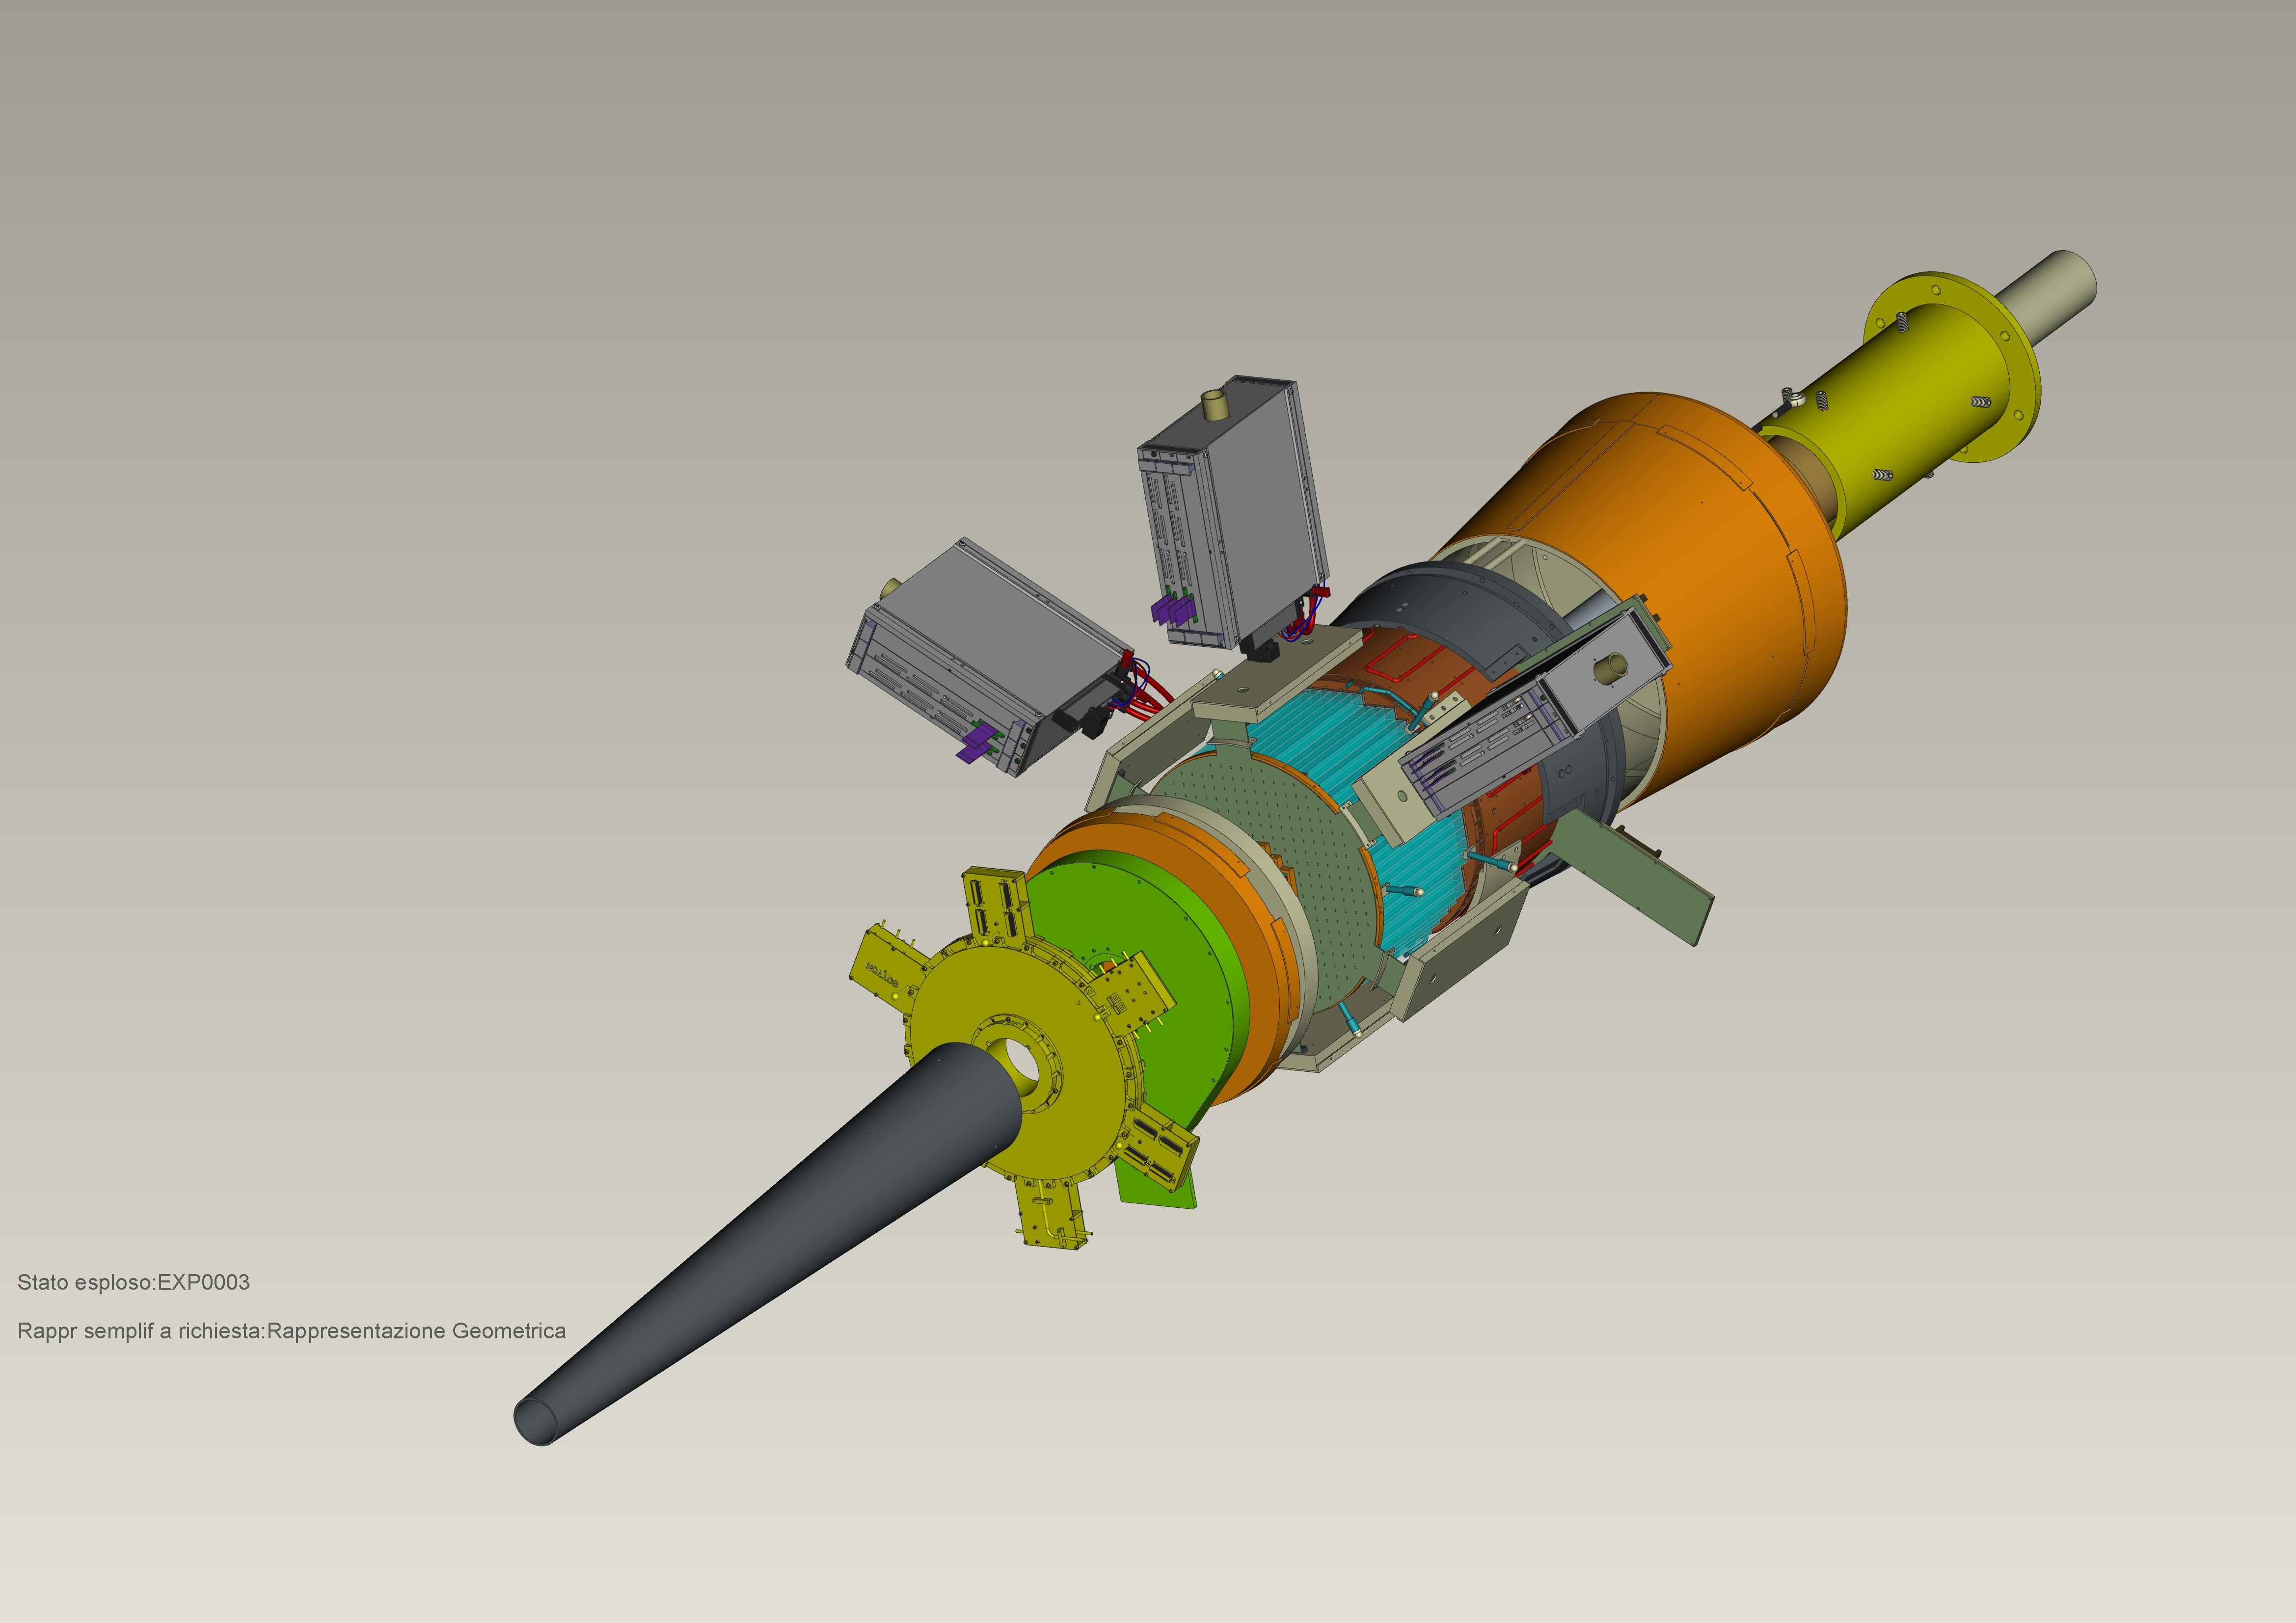 Stato esploso:EXP0003
Rappr semplif a richiesta:Rappresentazione Geometrica